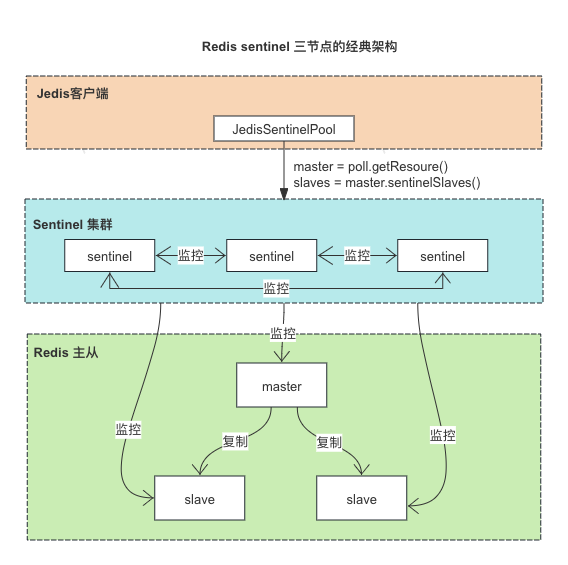 Redis sentinel 三节点的经典架构
Jedis客户端
JedisSentinelPool
master = poll.getResoure()
slaves = master.sentinelSlaves()
Sentinel 集群
sentinel
监控
sentinel
监控
sentinel
监控
监控
Redis 主从
master
监控
复制
复制
监控
slave
slave